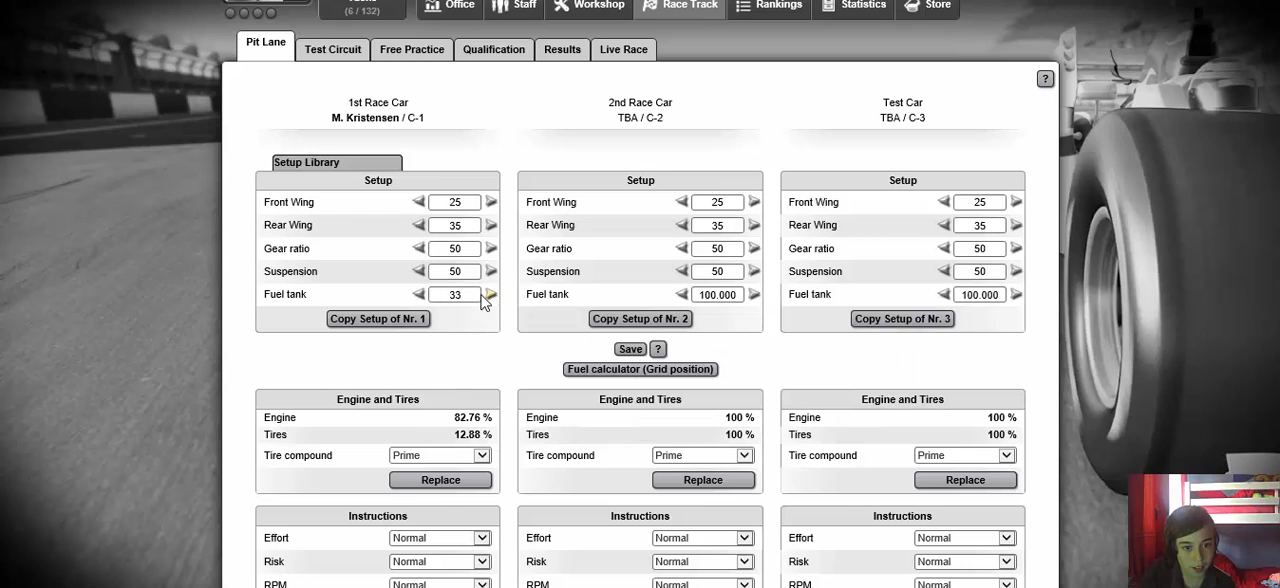 (6 / 132)
Office
Staff
Workshop
Race Track
Rankings
Statistics
Store
Pit Lane
Test Circuit
Free Practice
Qualification
Results
Live Race
?
1st Race Car
M. Kristensen / C-1
2nd Race Car
TBA / C-2
Test Car
TBA / C-3
Setup Library
Setup
Front Wing 25
Rear Wing 35
Gear ratio 50
Suspension 50
Fuel tank 33
Copy Setup of Nr. 1
Setup
Front Wing 25
Rear Wing 35
Gear ratio 50
Suspension 50
Fuel tank 100.000
Copy Setup of Nr. 2
Setup
Front Wing 25
Rear Wing 35
Gear ratio 50
Suspension 50
Fuel tank 100.000
Copy Setup of Nr. 3
Save ?
Fuel calculator (Grid position)
Engine and Tires
Engine 82.76 %
Tires 12.88 %
Tire compound Prime
Replace
Engine and Tires
Engine 100 %
Tires 100 %
Tire compound Prime
Replace
Engine and Tires
Engine 100 %
Tires 100 %
Tire compound Prime
Replace
Instructions
Effort Normal
Risk Normal
RPM Normal
Instructions
Effort Normal
Risk Normal
RPM Normal
Instructions
Effort Normal
Risk Normal
RPM Normal